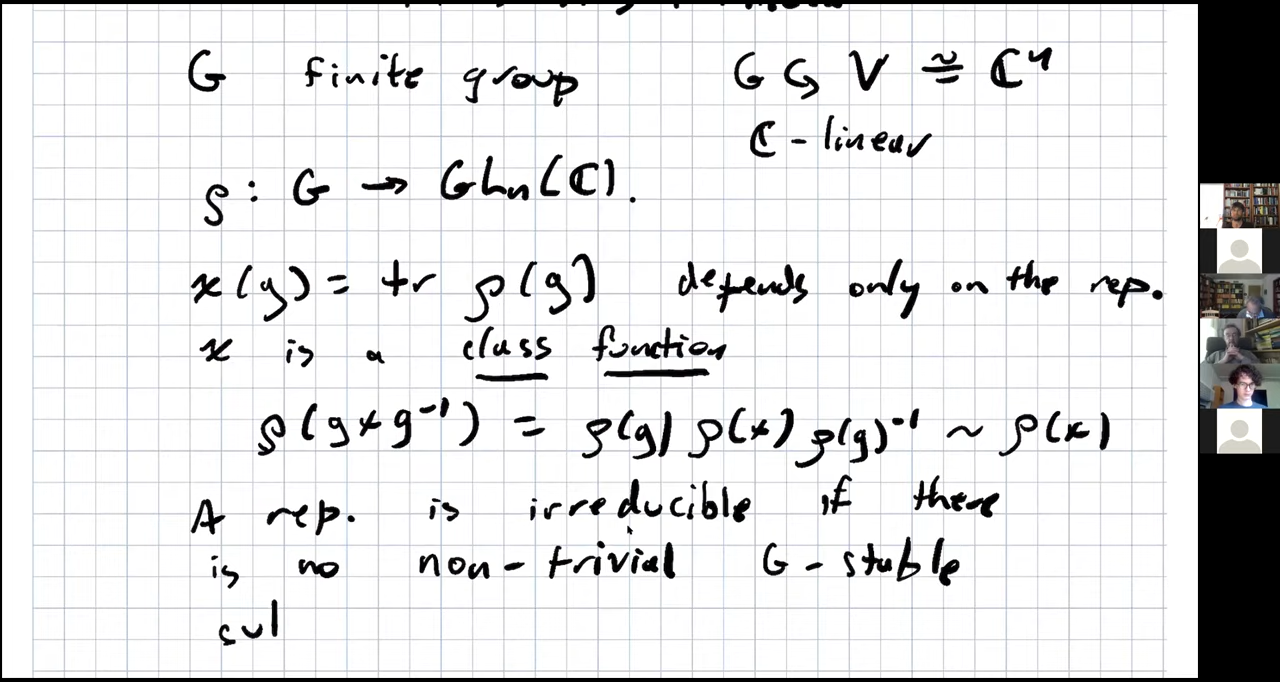 G finite group G ↻ V ≅ ℂⁿ
ℂ-linear
ρ: G → GLn(ℂ).
χ(g) = tr ρ(g) depends only on the rep.
χ is a class function
ρ(gxg⁻¹) = ρ(g) ρ(x) ρ(g)⁻¹ ~ ρ(x)
A rep. is irreducible if there
is no non-trivial G-stable
sul